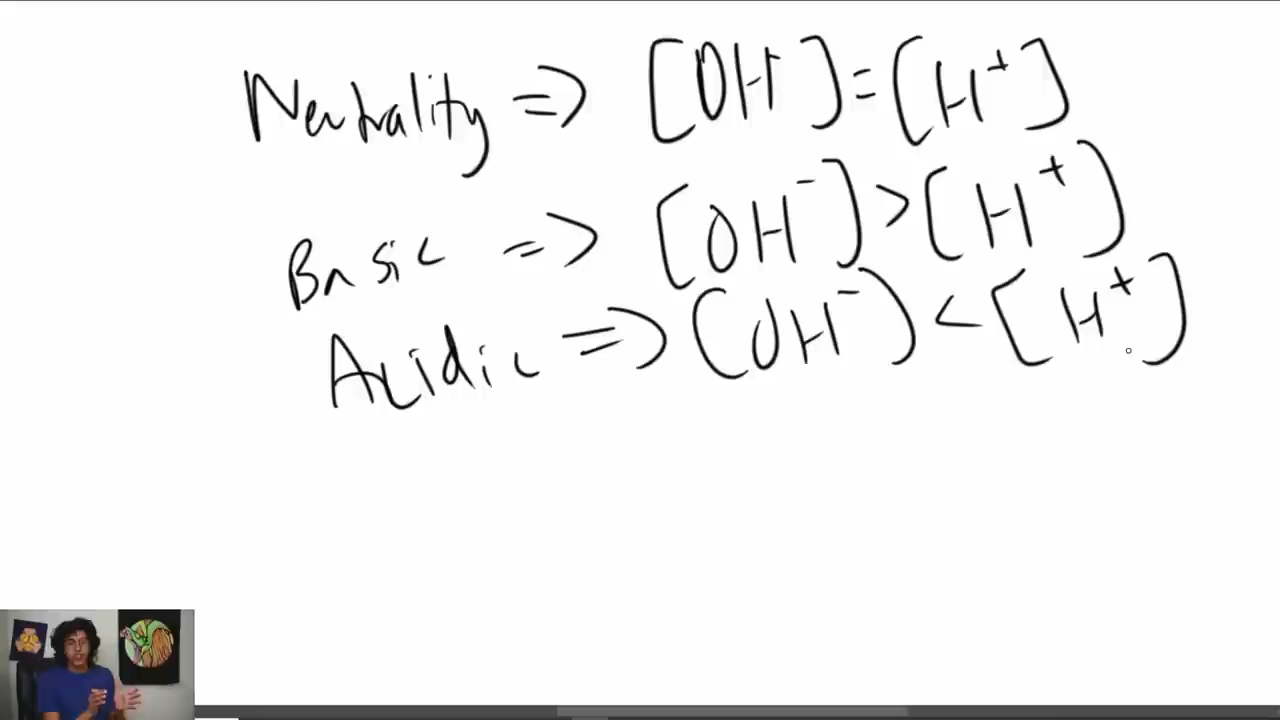 Neutrality => [OH] = [H⁺]
Basic => [OH⁻] > [H⁺]
Acidic => [OH⁻] < [H⁺]